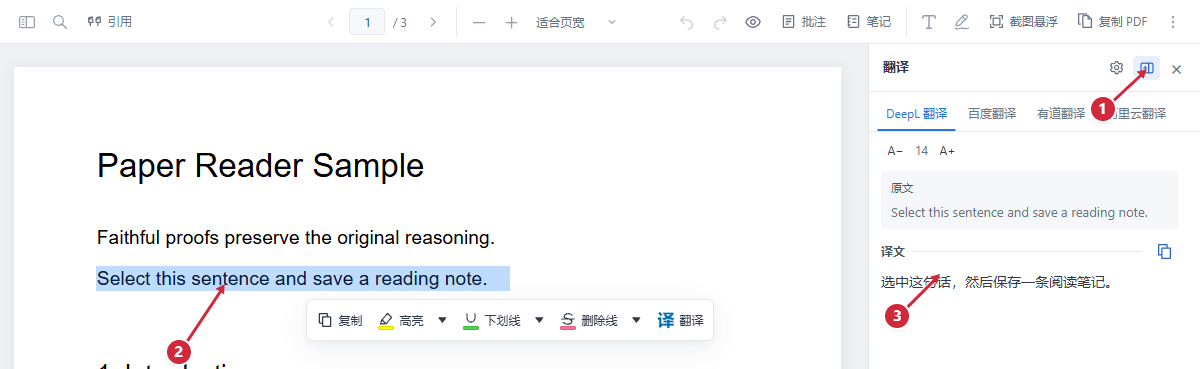 引用
1 / 3
适合页宽
批注
笔记
截图悬浮
复制 PDF
翻译
1
DeepL 翻译
百度翻译
有道翻译
里云翻译
A−
14
A+
Paper Reader Sample
原文
Select this sentence and save a reading note.
Faithful proofs preserve the original reasoning.
译文
Select this sentence and save a reading note.
选中这句话，然后保存一条阅读笔记。
复制
高亮
下划线
删除线
译 翻译
3
2